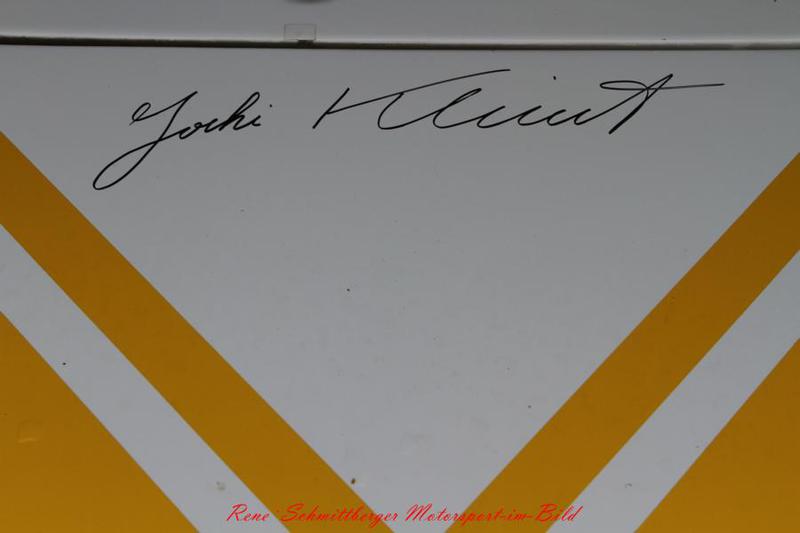 Jochi Kleint
Rene´ Schmittberger Motorsport-im-Bild